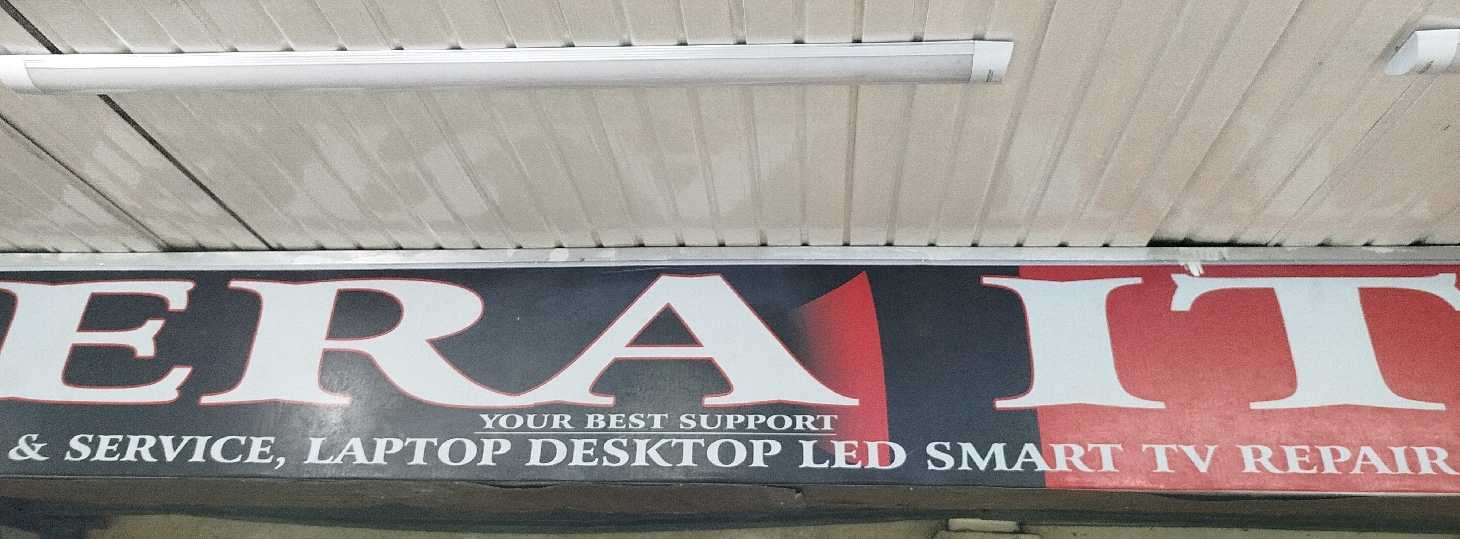 ERA IT
YOUR BEST SUPPORT
& SERVICE, LAPTOP DESKTOP LED SMART TV REPAIR